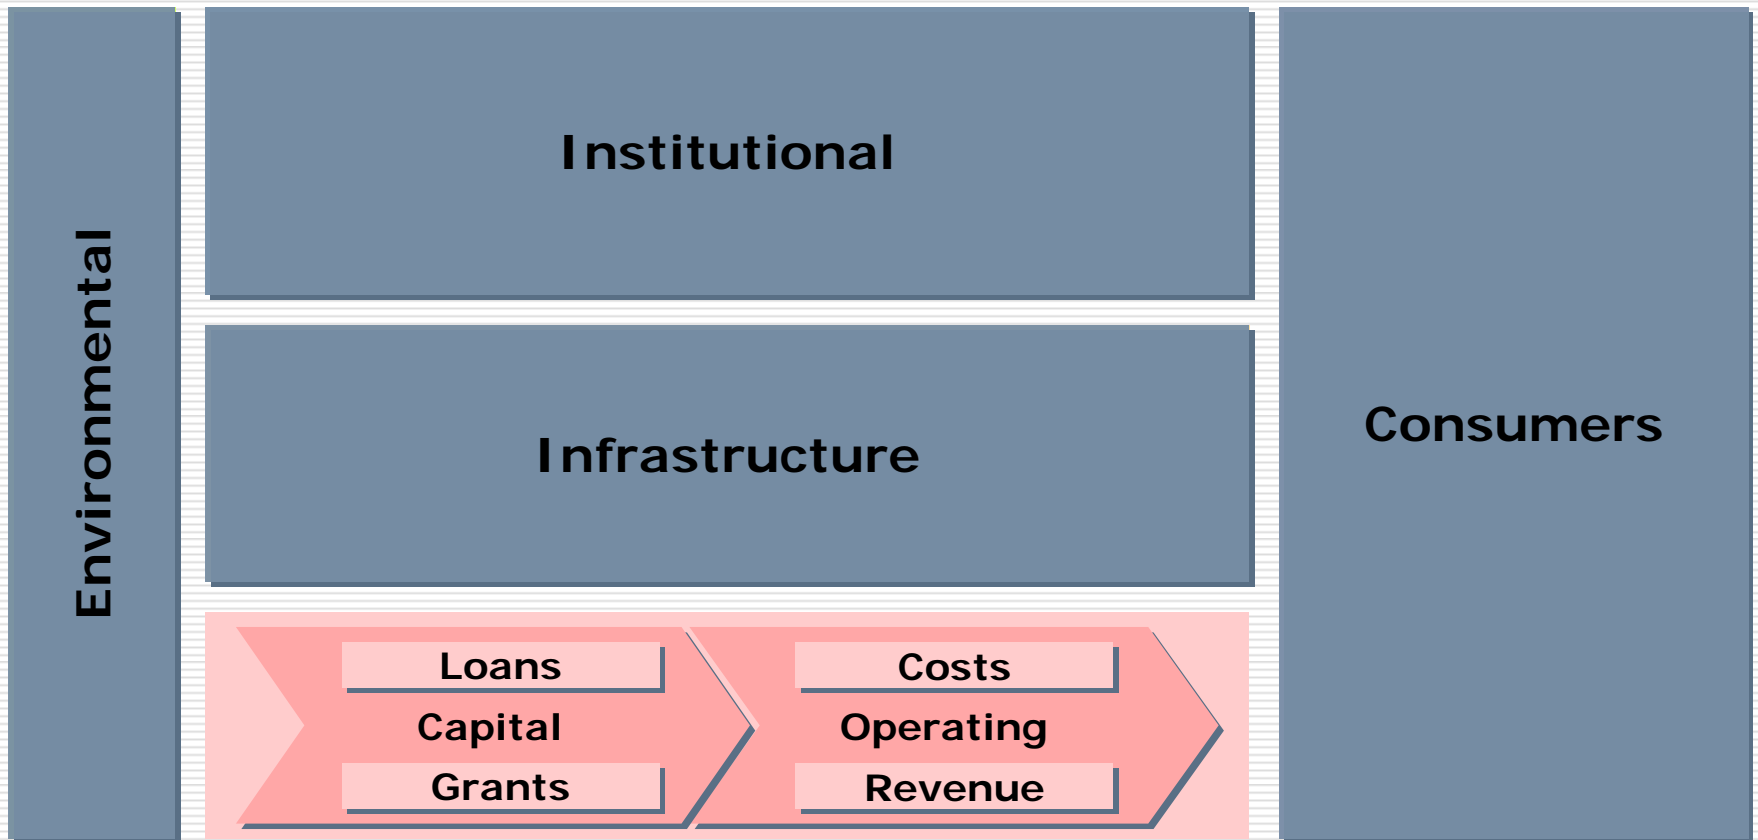 Environmental
Institutional
Infrastructure
Consumers
Loans
Capital
Grants
Costs
Operating
Revenue